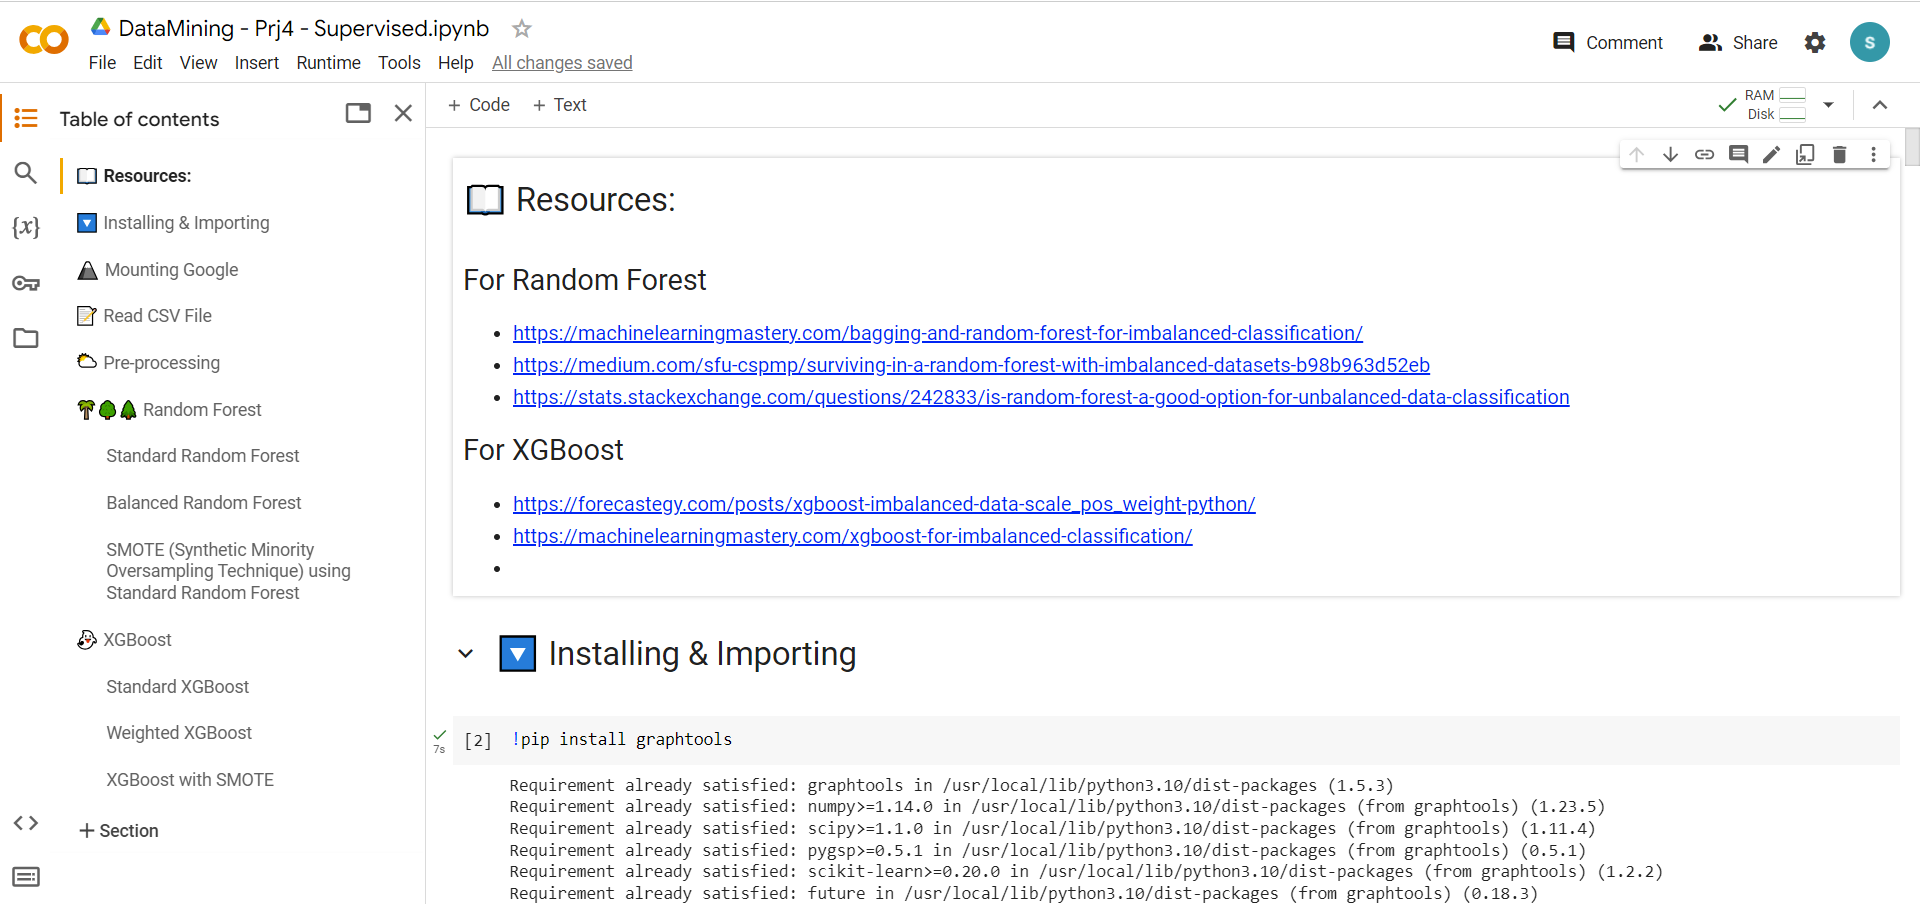 DataMining - Prj4 - Supervised.ipynb
File Edit View Insert Runtime Tools Help All changes saved
Comment Share S
Table of contents
Resources:
Installing & Importing
Mounting Google
Read CSV File
Pre-processing
Random Forest
Standard Random Forest
Balanced Random Forest
SMOTE (Synthetic Minority
Oversampling Technique) using
Standard Random Forest
XGBoost
Standard XGBoost
Weighted XGBoost
XGBoost with SMOTE
+ Section
+ Code + Text
RAM
Disk
Resources:
For Random Forest
• https://machinelearningmastery.com/bagging-and-random-forest-for-imbalanced-classification/
• https://medium.com/sfu-cspmp/surviving-in-a-random-forest-with-imbalanced-datasets-b98b963d52eb
• https://stats.stackexchange.com/questions/242833/is-random-forest-a-good-option-for-unbalanced-data-classification
For XGBoost
• https://forecastegy.com/posts/xgboost-imbalanced-data-scale_pos_weight-python/
• https://machinelearningmastery.com/xgboost-for-imbalanced-classification/
•
Installing & Importing
7s [2] !pip install graphtools
Requirement already satisfied: graphtools in /usr/local/lib/python3.10/dist-packages (1.5.3)
Requirement already satisfied: numpy>=1.14.0 in /usr/local/lib/python3.10/dist-packages (from graphtools) (1.23.5)
Requirement already satisfied: scipy>=1.1.0 in /usr/local/lib/python3.10/dist-packages (from graphtools) (1.11.4)
Requirement already satisfied: pygsp>=0.5.1 in /usr/local/lib/python3.10/dist-packages (from graphtools) (0.5.1)
Requirement already satisfied: scikit-learn>=0.20.0 in /usr/local/lib/python3.10/dist-packages (from graphtools) (1.2.2)
Requirement already satisfied: future in /usr/local/lib/python3.10/dist-packages (from graphtools) (0.18.3)